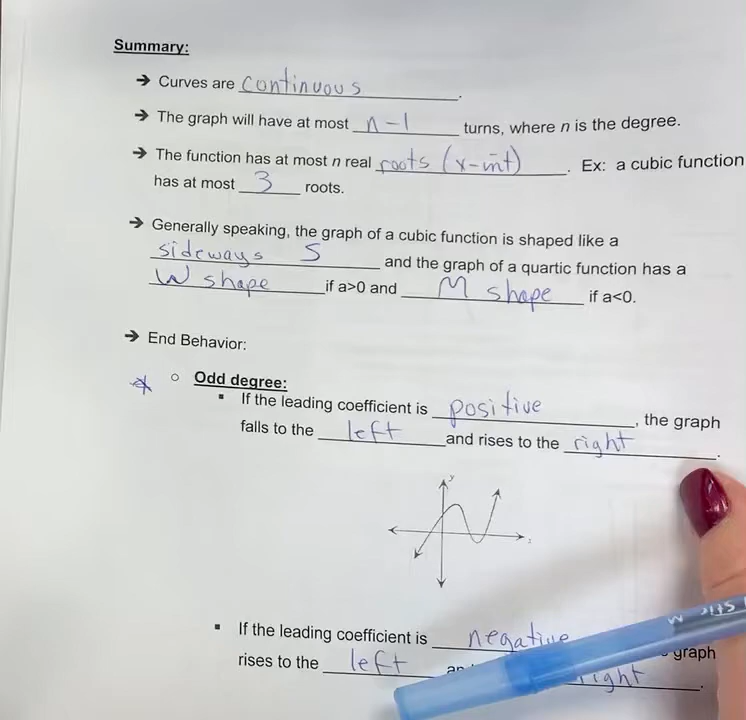 Summary:
→ Curves are continuous.
→ The graph will have at most n-1 turns, where n is the degree.
→ The function has at most n real roots (x-int). Ex: a cubic function
has at most 3 roots.
→ Generally speaking, the graph of a cubic function is shaped like a
sideways S and the graph of a quartic function has a
W shape if a>0 and M shape if a<0.
→ End Behavior:
○ Odd degree:
▪ If the leading coefficient is positive, the graph
falls to the left and rises to the right.
y
x
▪ If the leading coefficient is negative graph
rises to the left right.